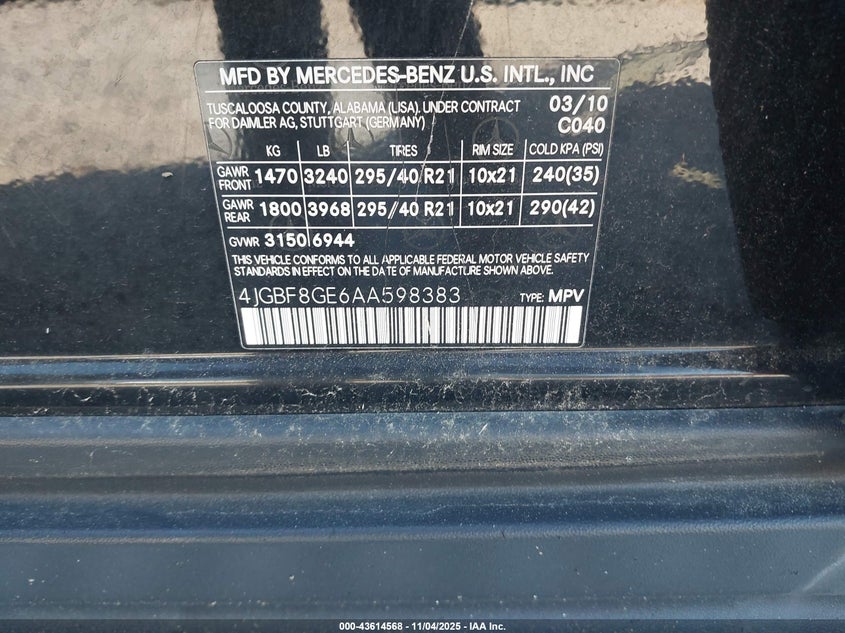 MFD BY MERCEDES-BENZ U.S. INTL., INC
TUSCALOOSA COUNTY, ALABAMA (USA). UNDER CONTRACT 03/10
FOR DAIMLER AG, STUTTGART (GERMANY) C040
KG LB TIRES RIM SIZE COLD KPA (PSI)
GAWR FRONT 1470 3240 295/40 R21 10x21 240(35)
GAWR REAR 1800 3968 295/40 R21 10x21 290(42)
GVWR 3150 6944
THIS VEHICLE CONFORMS TO ALL APPLICABLE FEDERAL MOTOR VEHICLE SAFETY
STANDARDS IN EFFECT ON THE DATE OF MANUFACTURE SHOWN ABOVE.
4JGBF8GE6AA598383 TYPE: MPV
000-43614568 - 11/04/2025 - IAA Inc.